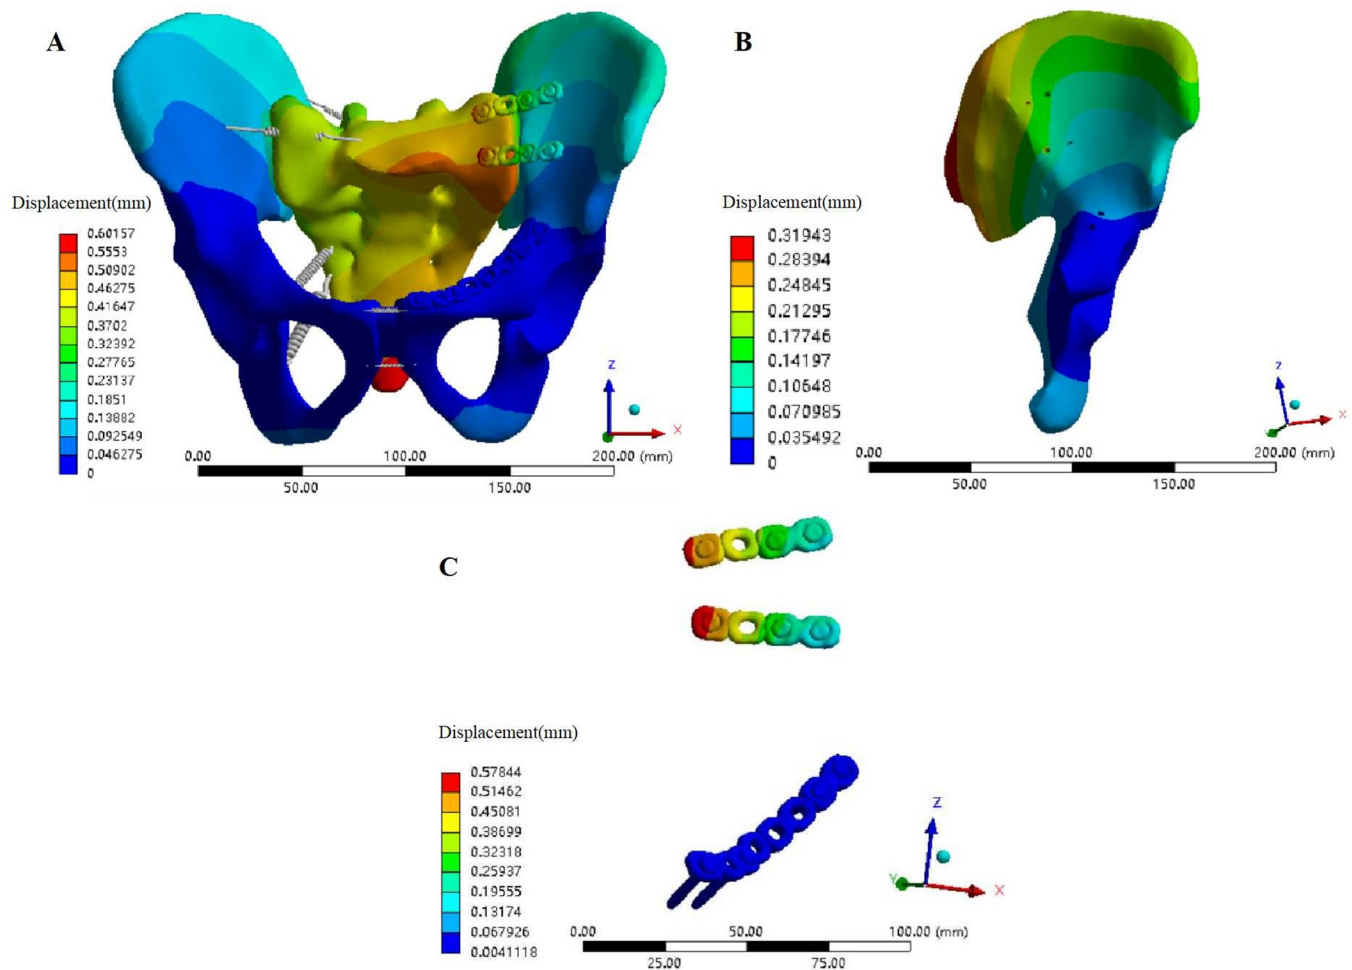 A
Displacement(mm)
0.60157
0.5553
0.50902
0.46275
0.41647
0.3702
0.32392
0.27765
0.23137
0.1851
0.13882
0.092549
0.046275
0
Z
X
0.00
100.00
200.00 (mm)
50.00
150.00
B
Displacement(mm)
0.31943
0.28394
0.24845
0.21295
0.17746
0.14197
0.10648
0.070985
0.035492
0
Z
X
0.00
100.00
200.00 (mm)
50.00
150.00
C
Displacement(mm)
0.57844
0.51462
0.45081
0.38699
0.32318
0.25937
0.19555
0.13174
0.067926
0.0041118
Z
Y
X
0.00
50.00
100.00 (mm)
25.00
75.00